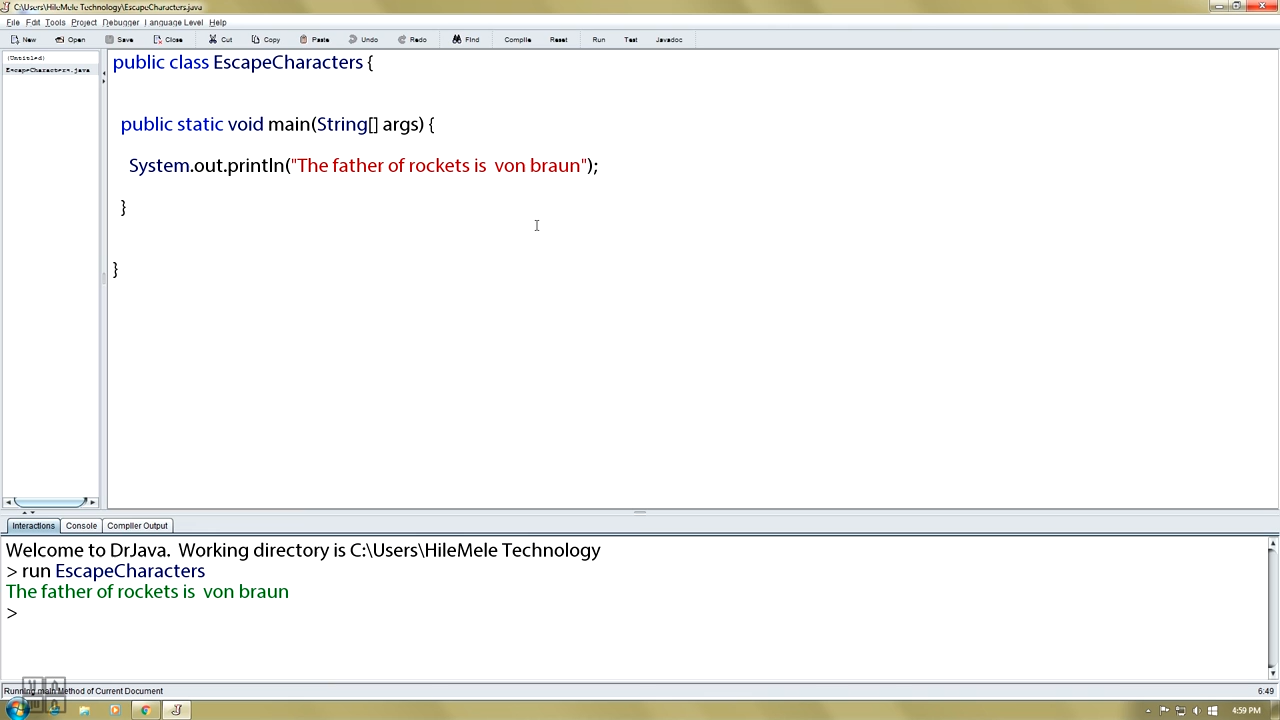 C:\Users\HileMele Technology\EscapeCharacters.java
File Edit Tools Project Debugger Language Level Help
New Open Save Close Cut Copy Paste Undo Redo Find Compile Reset Run Test Javadoc
(Untitled)
EscapeCharacters.java
public class EscapeCharacters {
public static void main(String[] args) {
System.out.println("The father of rockets is  von braun");
}
}
Interactions Console Compiler Output
Welcome to DrJava.  Working directory is C:\Users\HileMele Technology
> run EscapeCharacters
The father of rockets is  von braun
>
Running main Method of Current Document 6:49
4:59 PM